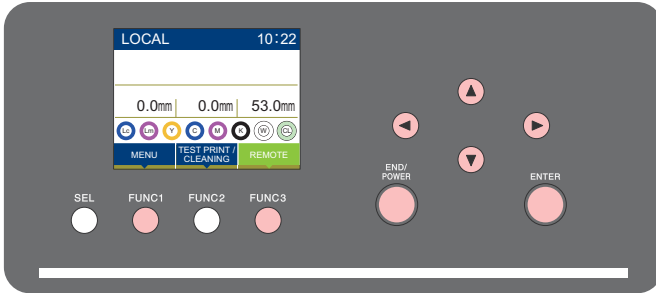 LOCAL 10:22
0.0mm 0.0mm 53.0mm
Lc Lm Y C M K W CL
MENU
TEST PRINT /
CLEANING
REMOTE
END/
POWER
ENTER
SEL FUNC1 FUNC2 FUNC3